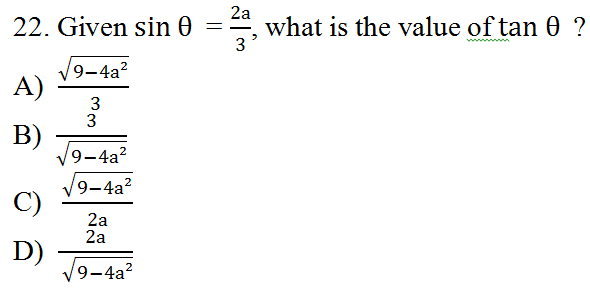 22. Given sin θ = 2a/3, what is the value of tan θ ?
A) √9−4a²/3
B) 3/√9−4a²
C) √9−4a²/2a
D) 2a/√9−4a²